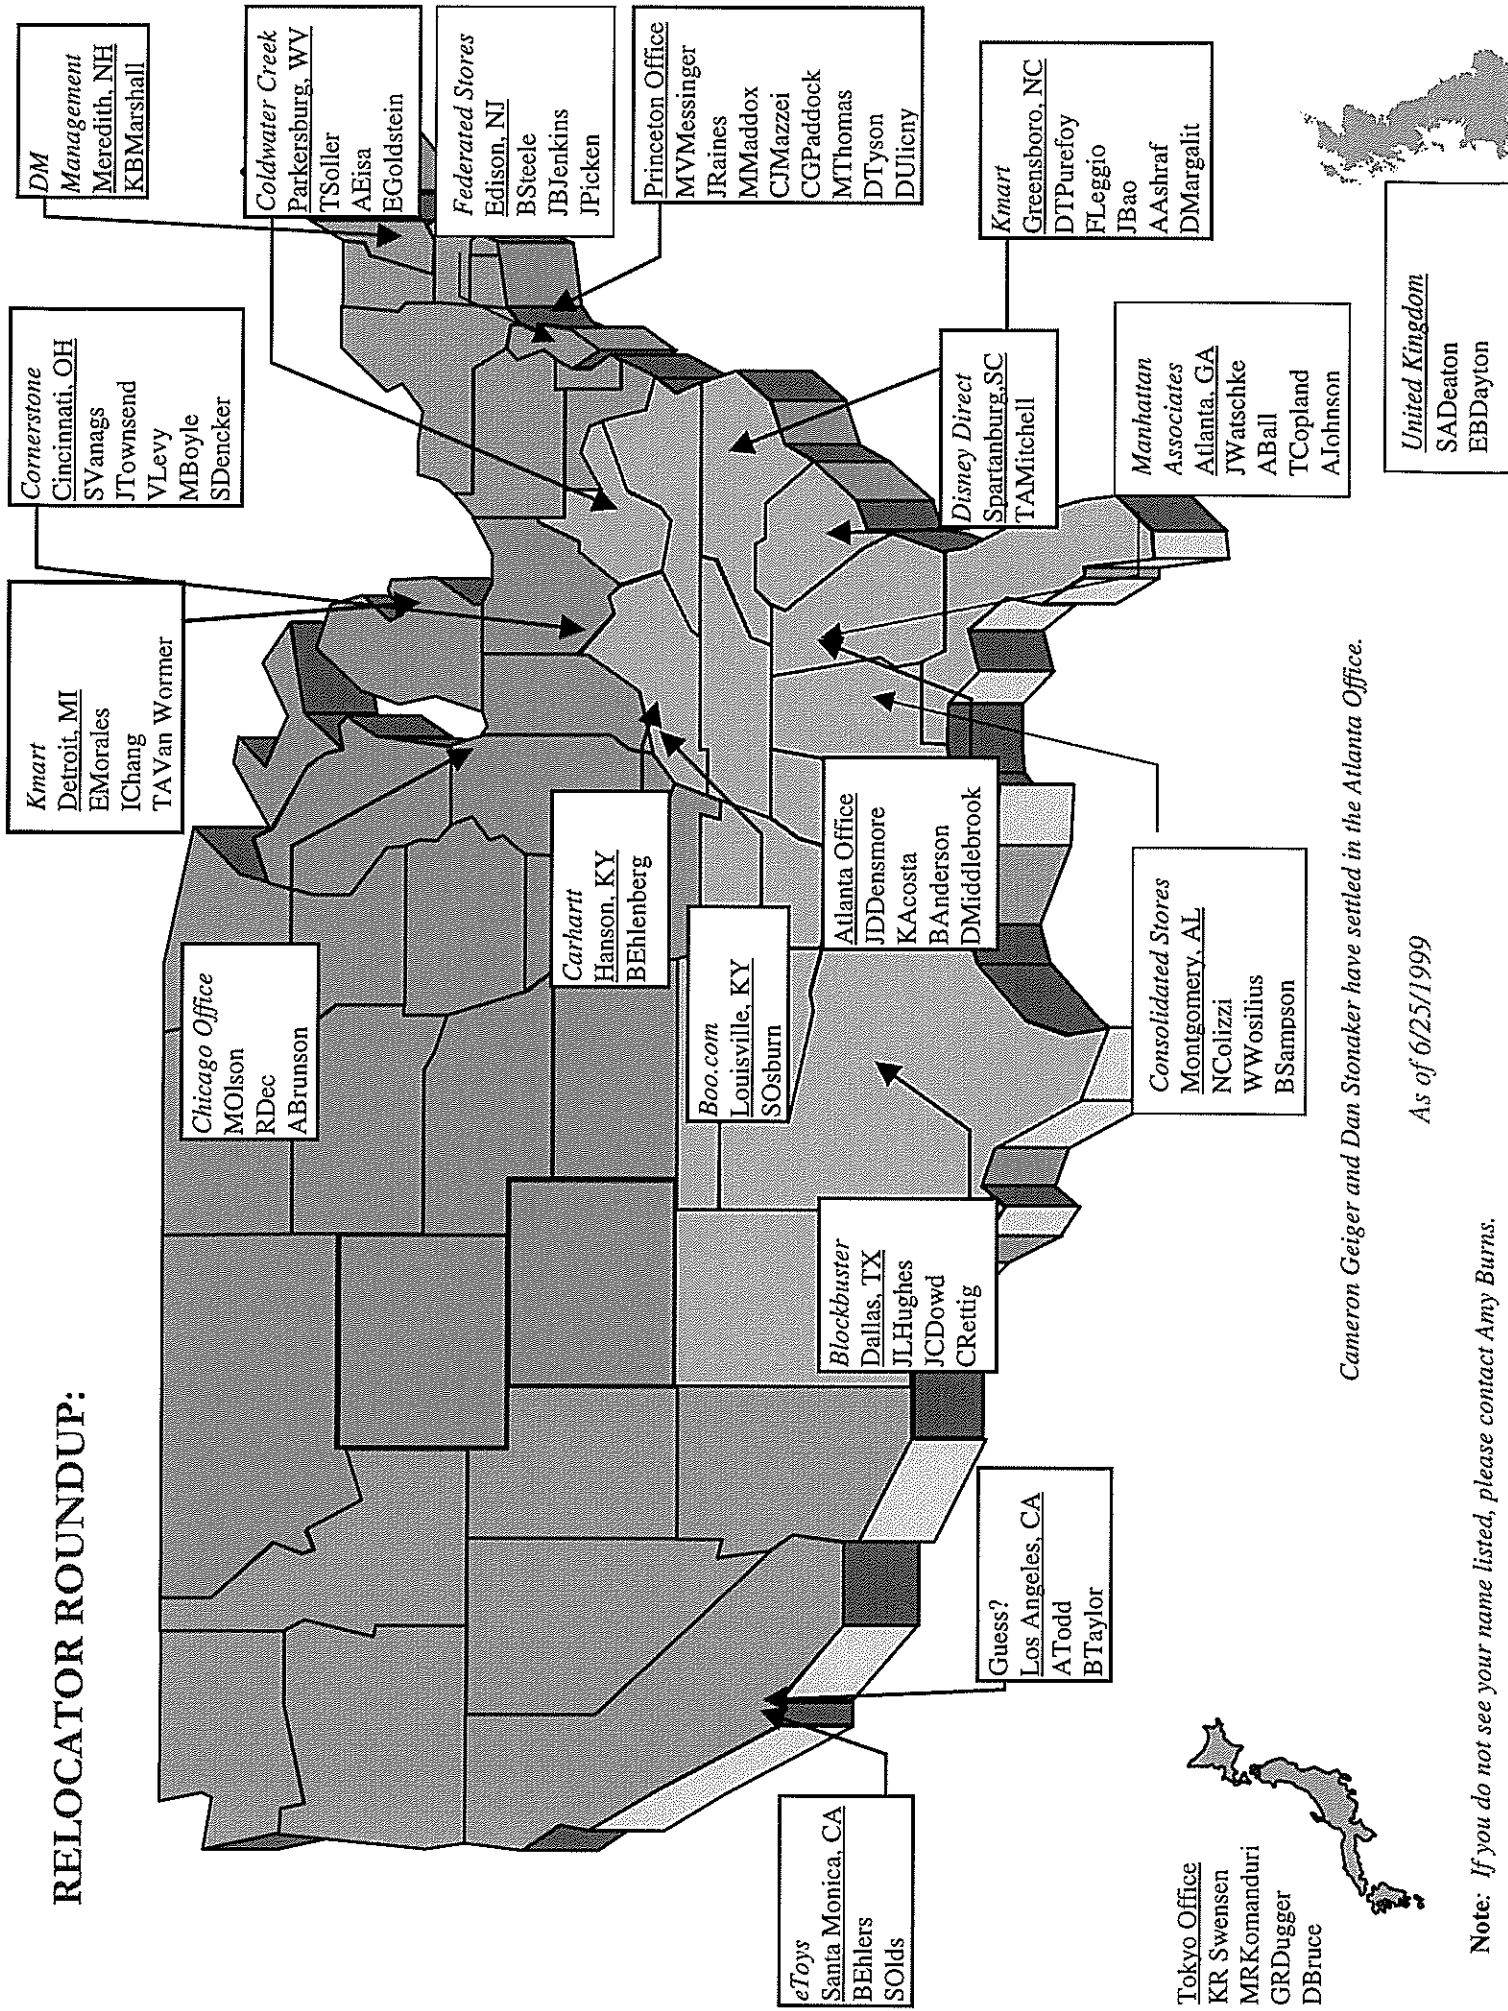 RELOCATOR ROUNDUP:
Kmart
Detroit, MI
EMorales
IChang
TAVan Wormer
Cornerstone
Cincinnati, OH
SVanags
JTownsend
VLevy
MBoyle
SDencker
DM
Management
Meredith, NH
KBMarshall
Coldwater Creek
Parkersburg, WV
TSoller
AEisa
EGoldstein
Federated Stores
Edison, NJ
BSteele
JBJenkins
JPicken
Princeton Office
MVMessinger
JRaines
MMaddox
CJMazzei
CGPaddock
MThomas
DTyson
DUlicny
Chicago Office
MOlson
RDec
ABrunson
Carhartt
Hanson, KY
BEhlenberg
Boo.com
Louisville, KY
SOsburn
Atlanta Office
JDDensmore
KAcosta
BAnderson
DMiddlebrook
Disney Direct
Spartanburg,SC
TAMitchell
Kmart
Greensboro, NC
DTPurefoy
FLeggio
JBao
AAshraf
DMargalit
Manhattan
Associates
Atlanta, GA
JWatschke
ABall
TCopland
AJohnson
Blockbuster
Dallas, TX
JLHughes
JCDowd
CRettig
Consolidated Stores
Montgomery, AL
NColizzi
WWosilius
BSampson
eToys
Santa Monica, CA
BEhlers
SOlds
Guess?
Los Angeles, CA
ATodd
BTaylor
Tokyo Office
KR Swensen
MRKomanduri
GRDugger
DBruce
United Kingdom
SADeaton
EBDayton
Cameron Geiger and Dan Stonaker have settled in the Atlanta Office.
As of 6/25/1999
Note: If you do not see your name listed, please contact Amy Burns.